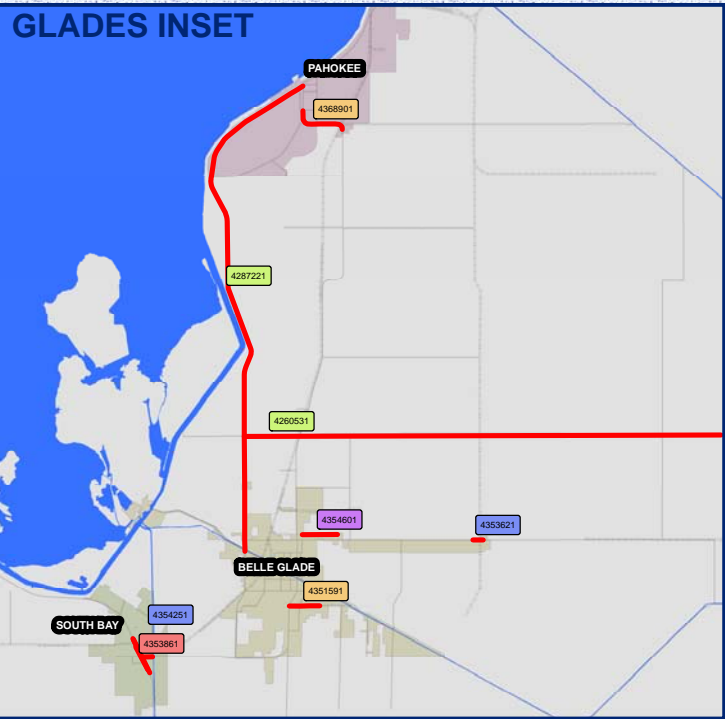 GLADES INSET
PAHOKEE
4368901
4287221
4260531
4354601
4353621
BELLE GLADE
4351591
4354251
SOUTH BAY
4353861